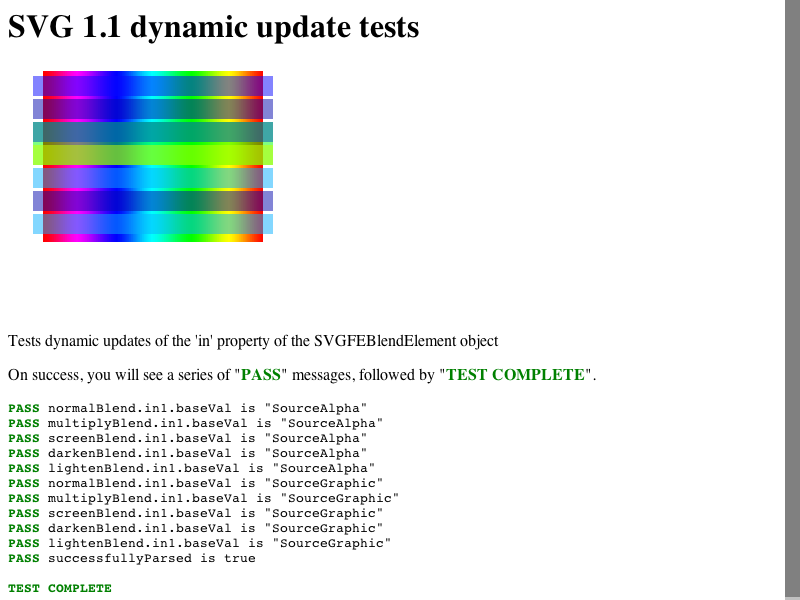 SVG 1.1 dynamic update tests
Tests dynamic updates of the 'in' property of the SVGFEBlendElement object
On success, you will see a series of "PASS" messages, followed by "TEST COMPLETE".
PASS normalBlend.in1.baseVal is "SourceAlpha"
PASS multiplyBlend.in1.baseVal is "SourceAlpha"
PASS screenBlend.in1.baseVal is "SourceAlpha"
PASS darkenBlend.in1.baseVal is "SourceAlpha"
PASS lightenBlend.in1.baseVal is "SourceAlpha"
PASS normalBlend.in1.baseVal is "SourceGraphic"
PASS multiplyBlend.in1.baseVal is "SourceGraphic"
PASS screenBlend.in1.baseVal is "SourceGraphic"
PASS darkenBlend.in1.baseVal is "SourceGraphic"
PASS lightenBlend.in1.baseVal is "SourceGraphic"
PASS successfullyParsed is true
TEST COMPLETE